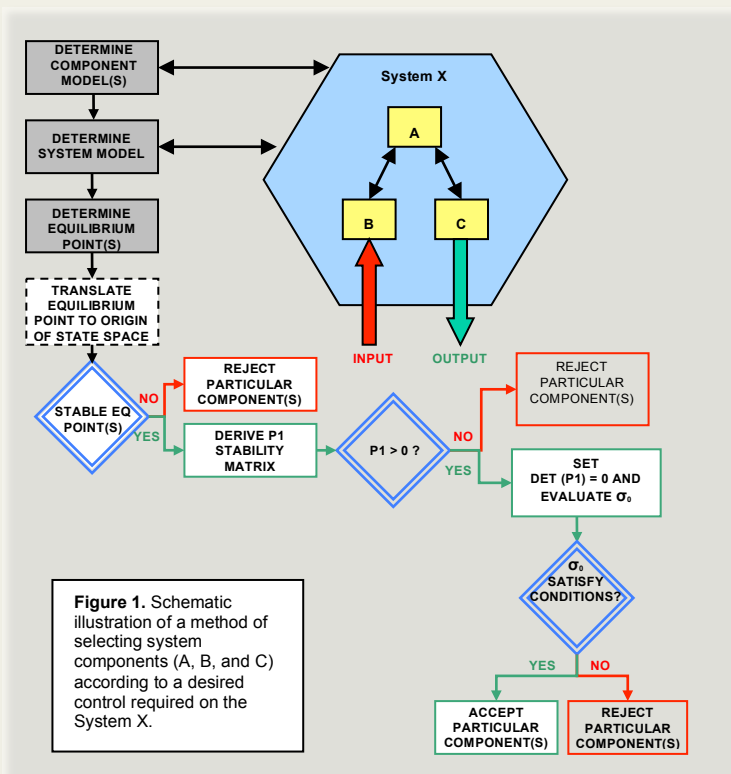 DETERMINE
COMPONENT
MODEL(S)
System X
A
DETERMINE
SYSTEM MODEL
B
C
DETERMINE
EQUILIBRIUM
POINT(S)
TRANSLATE
EQUILIBRIUM
POINT TO ORIGIN
OF STATE SPACE
INPUT
OUTPUT
STABLE EQ
POINT(S)
NO
YES
REJECT
PARTICULAR
COMPONENT(S)
DERIVE P1
STABILITY
MATRIX
P1 > 0 ?
NO
YES
REJECT
PARTICULAR
COMPONENT(S)
SET
DET (P1) = 0 AND
EVALUATE σ₀
σ₀
SATISFY
CONDITIONS?
YES
NO
ACCEPT
PARTICULAR
COMPONENT(S)
REJECT
PARTICULAR
COMPONENT(S)
Figure 1. Schematic
illustration of a method of
selecting system
components (A, B, and C)
according to a desired
control required on the
System X.